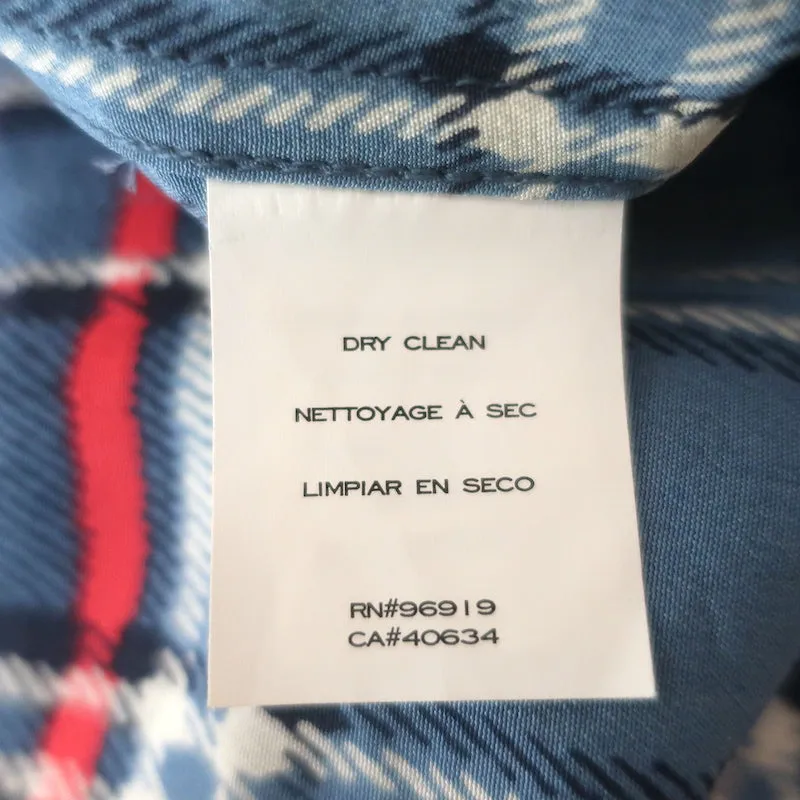 DRY CLEAN
NETTOYAGE À SEC
LIMPIAR EN SECO
RN#96919
CA#40634